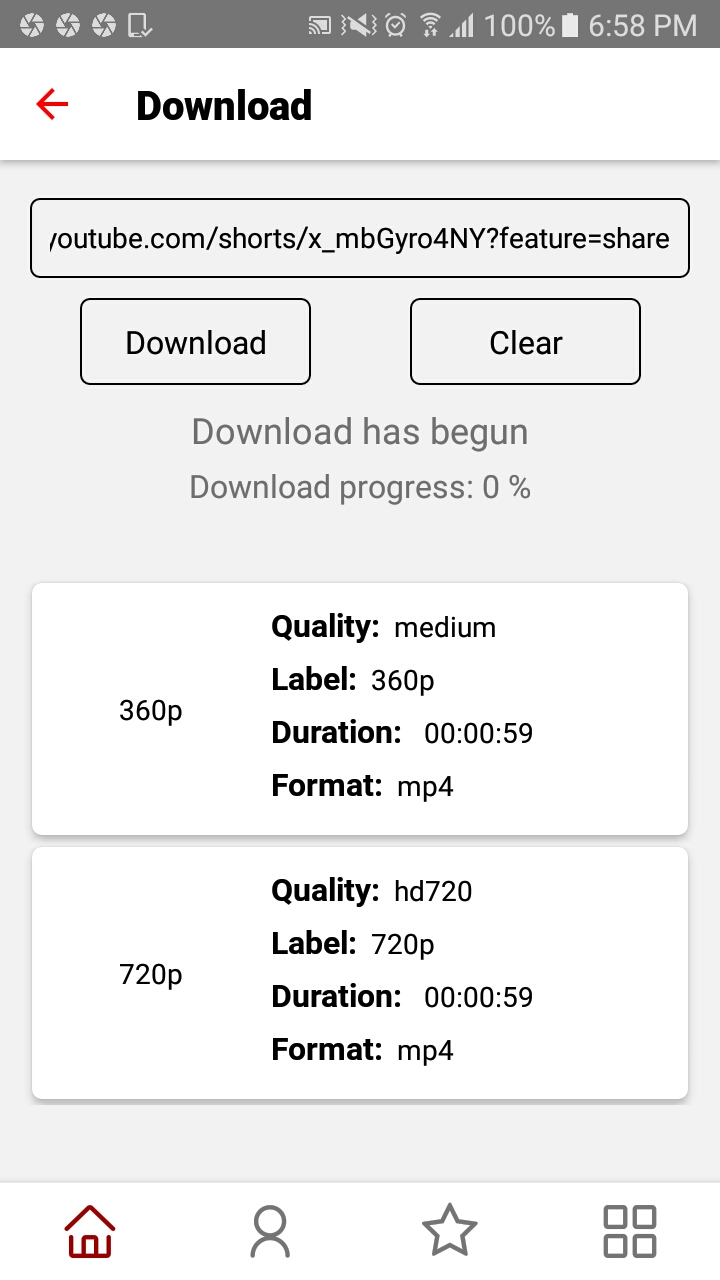 100% 6:58 PM
Download
youtube.com/shorts/x_mbGyro4NY?feature=share
Download Clear
Download has begun
Download progress: 0 %
360p
Quality: medium
Label: 360p
Duration: 00:00:59
Format: mp4
720p
Quality: hd720
Label: 720p
Duration: 00:00:59
Format: mp4